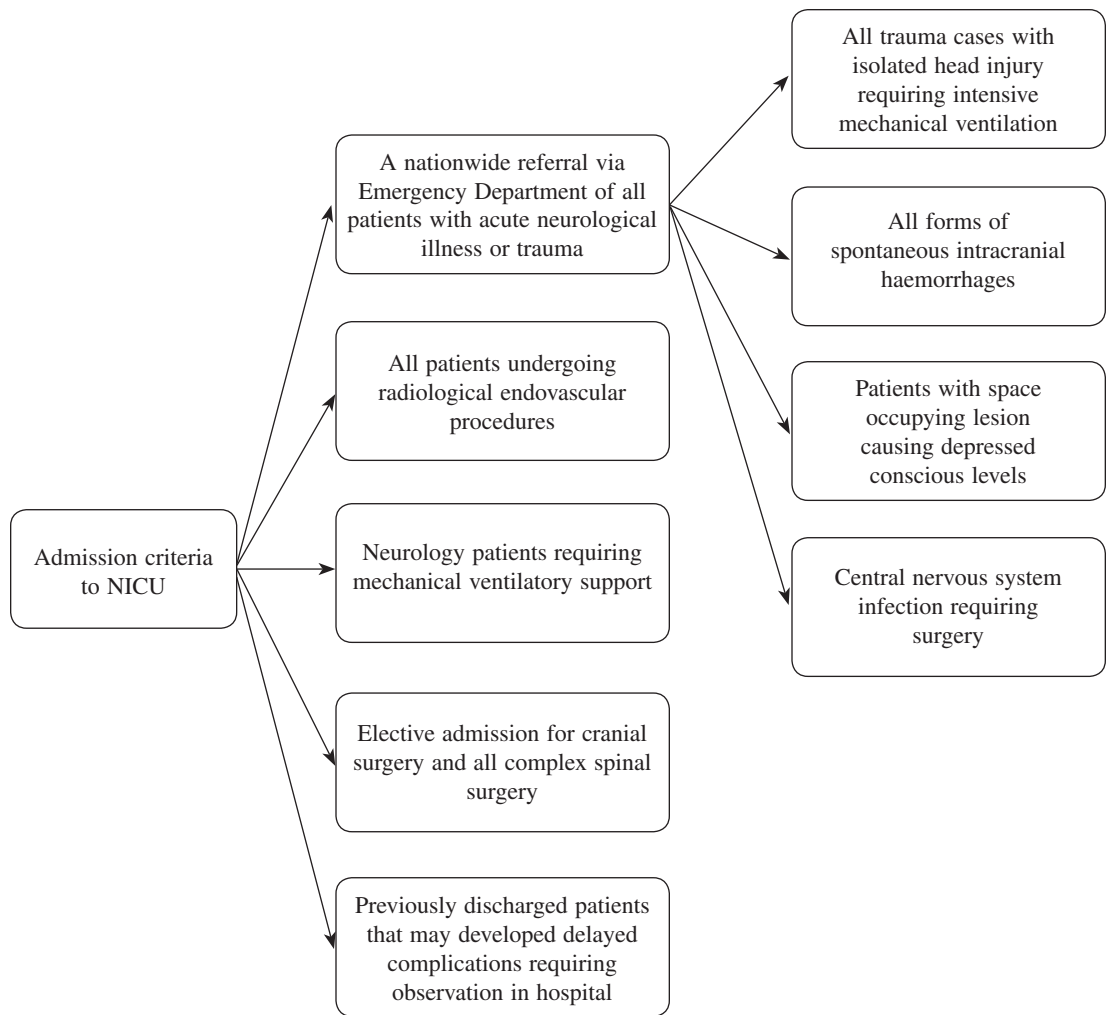 Admission criteria
to NICU
A nationwide referral via
Emergency Department of all
patients with acute neurological
illness or trauma
All patients undergoing
radiological endovascular
procedures
Neurology patients requiring
mechanical ventilatory support
Elective admission for cranial
surgery and all complex spinal
surgery
Previously discharged patients
that may developed delayed
complications requiring
observation in hospital
All trauma cases with
isolated head injury
requiring intensive
mechanical ventilation
All forms of
spontaneous intracranial
haemorrhages
Patients with space
occupying lesion
causing depressed
conscious levels
Central nervous system
infection requiring
surgery